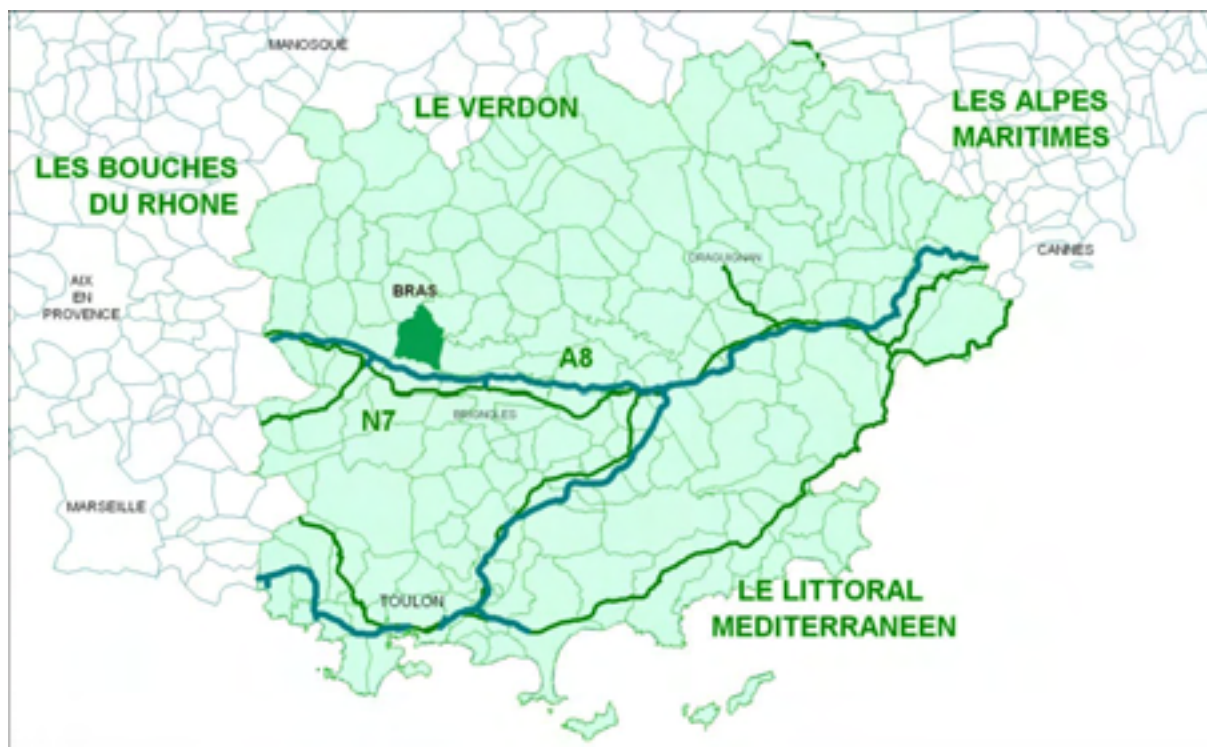 MANOSQUE
LE VERDON
LES ALPES
MARITIMES
LES BOUCHES
DU RHONE
CANNES
DRAGUIGNAN
AIX
EN
PROVENCE
BRAS
A8
N7
BRIGNOLES
MARSEILLE
TOULON
LE LITTORAL
MEDITERRANEEN